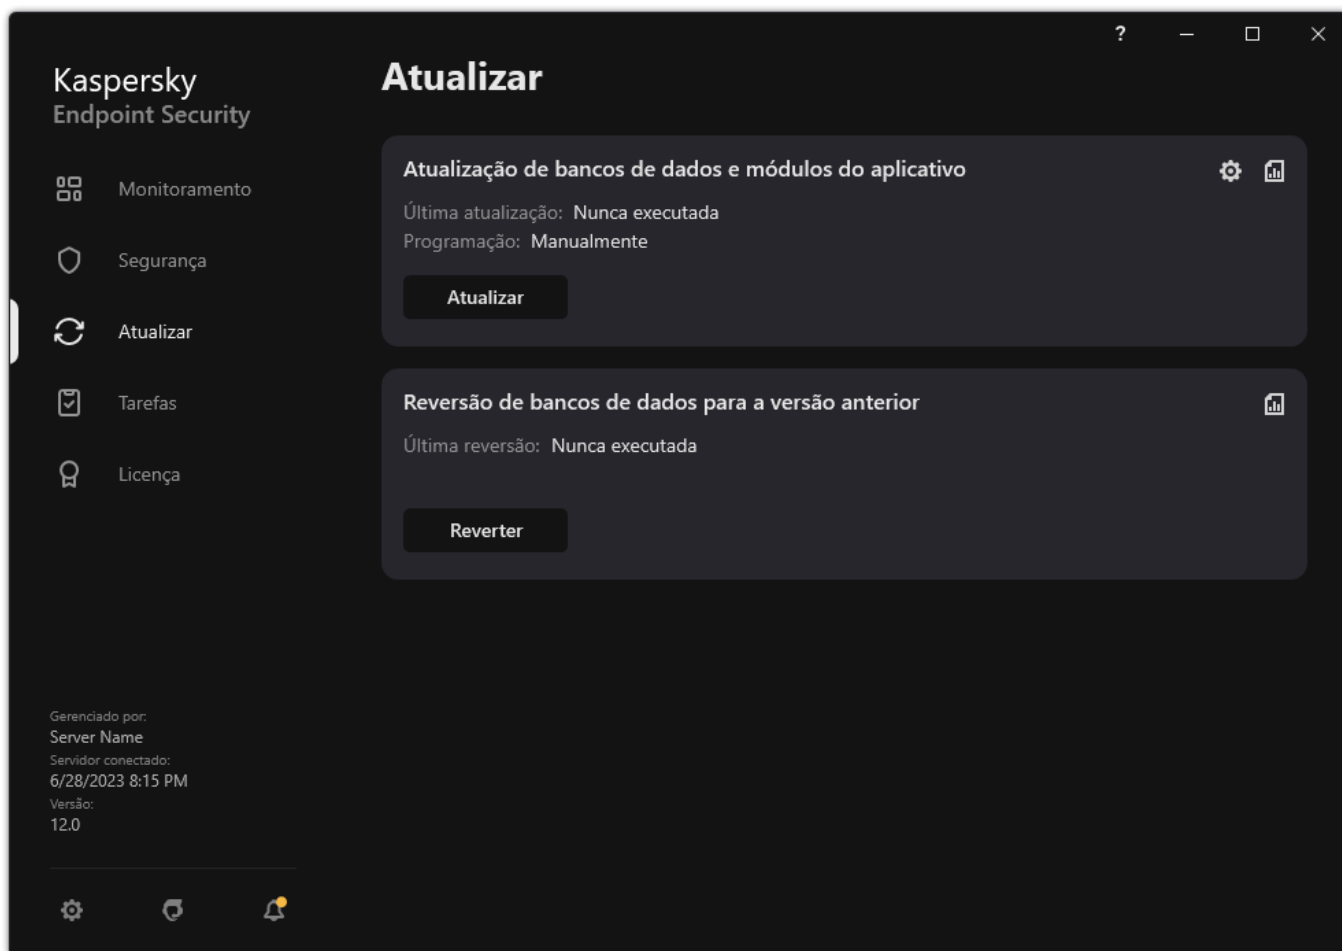 ?
Kaspersky
Endpoint Security
Monitoramento
Segurança
Atualizar
Tarefas
Licença
Gerenciado por:
Server Name
Servidor conectado:
6/28/2023 8:15 PM
Versão:
12.0
Atualizar
Atualização de bancos de dados e módulos do aplicativo
Última atualização: Nunca executada
Programação: Manualmente
Atualizar
Reversão de bancos de dados para a versão anterior
Última reversão: Nunca executada
Reverter